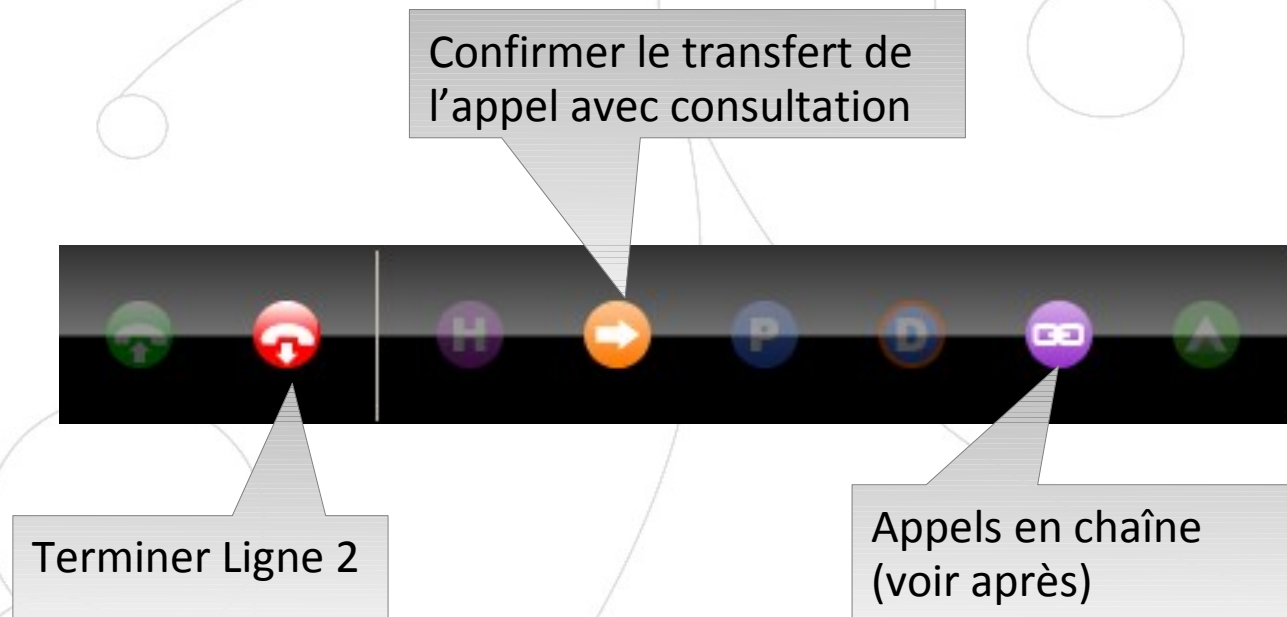 Confirmer le transfert de
l’appel avec consultation
H
P
D
Terminer Ligne 2
Appels en chaîne
(voir après)